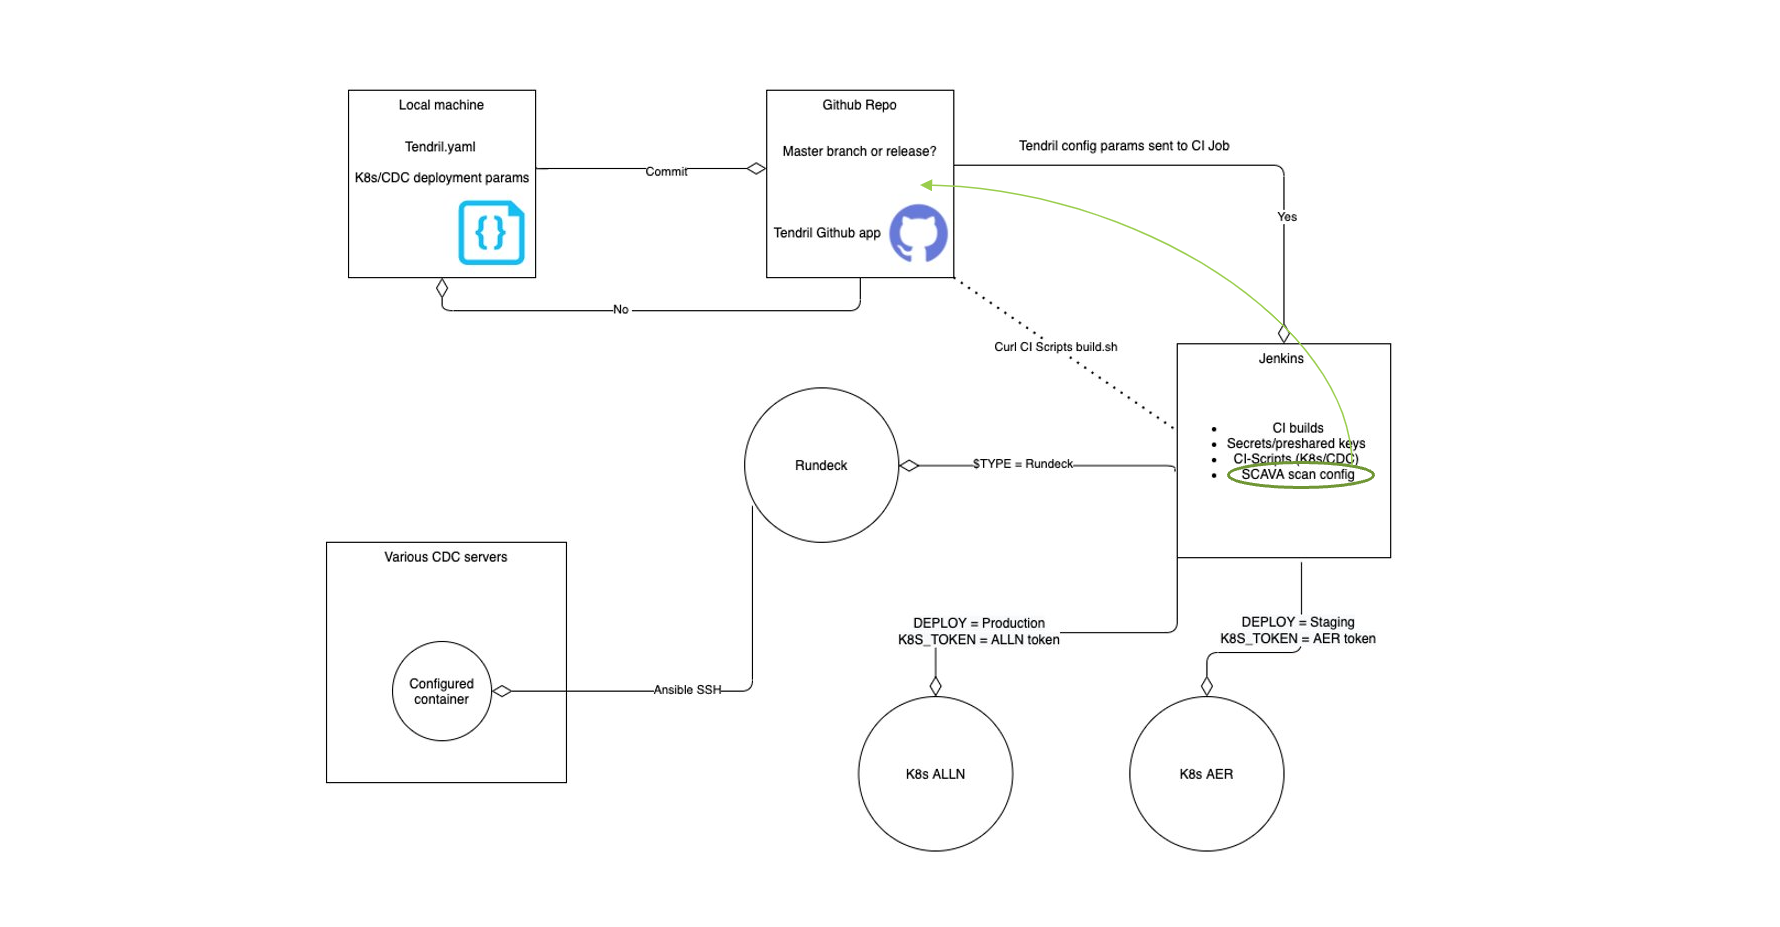 Local machine
Tendril.yaml
K8s/CDC deployment params
{}
Commit
Github Repo
Master branch or release?
Tendril Github app
No
Tendril config params sent to CI Job
Yes
Curl CI Scripts build.sh
Jenkins
CI builds
Secrets/preshared keys
CI-Scripts (K8s/CDC)
SCAVA scan config
Rundeck
$TYPE = Rundeck
Various CDC servers
Configured
container
Ansible SSH
DEPLOY = Production
K8S_TOKEN = ALLN token
DEPLOY = Staging
K8S_TOKEN = AER token
K8s ALLN
K8s AER